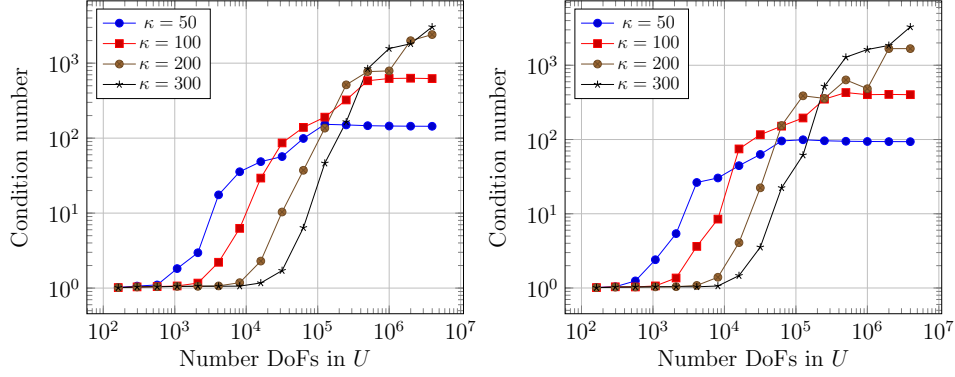 κ = 50
κ = 100
κ = 200
κ = 300
10^3
10^2
10^1
10^0
Condition number
10^2 10^3 10^4 10^5 10^6 10^7
Number DoFs in U
κ = 50
κ = 100
κ = 200
κ = 300
10^3
10^2
10^1
10^0
Condition number
10^2 10^3 10^4 10^5 10^6 10^7
Number DoFs in U